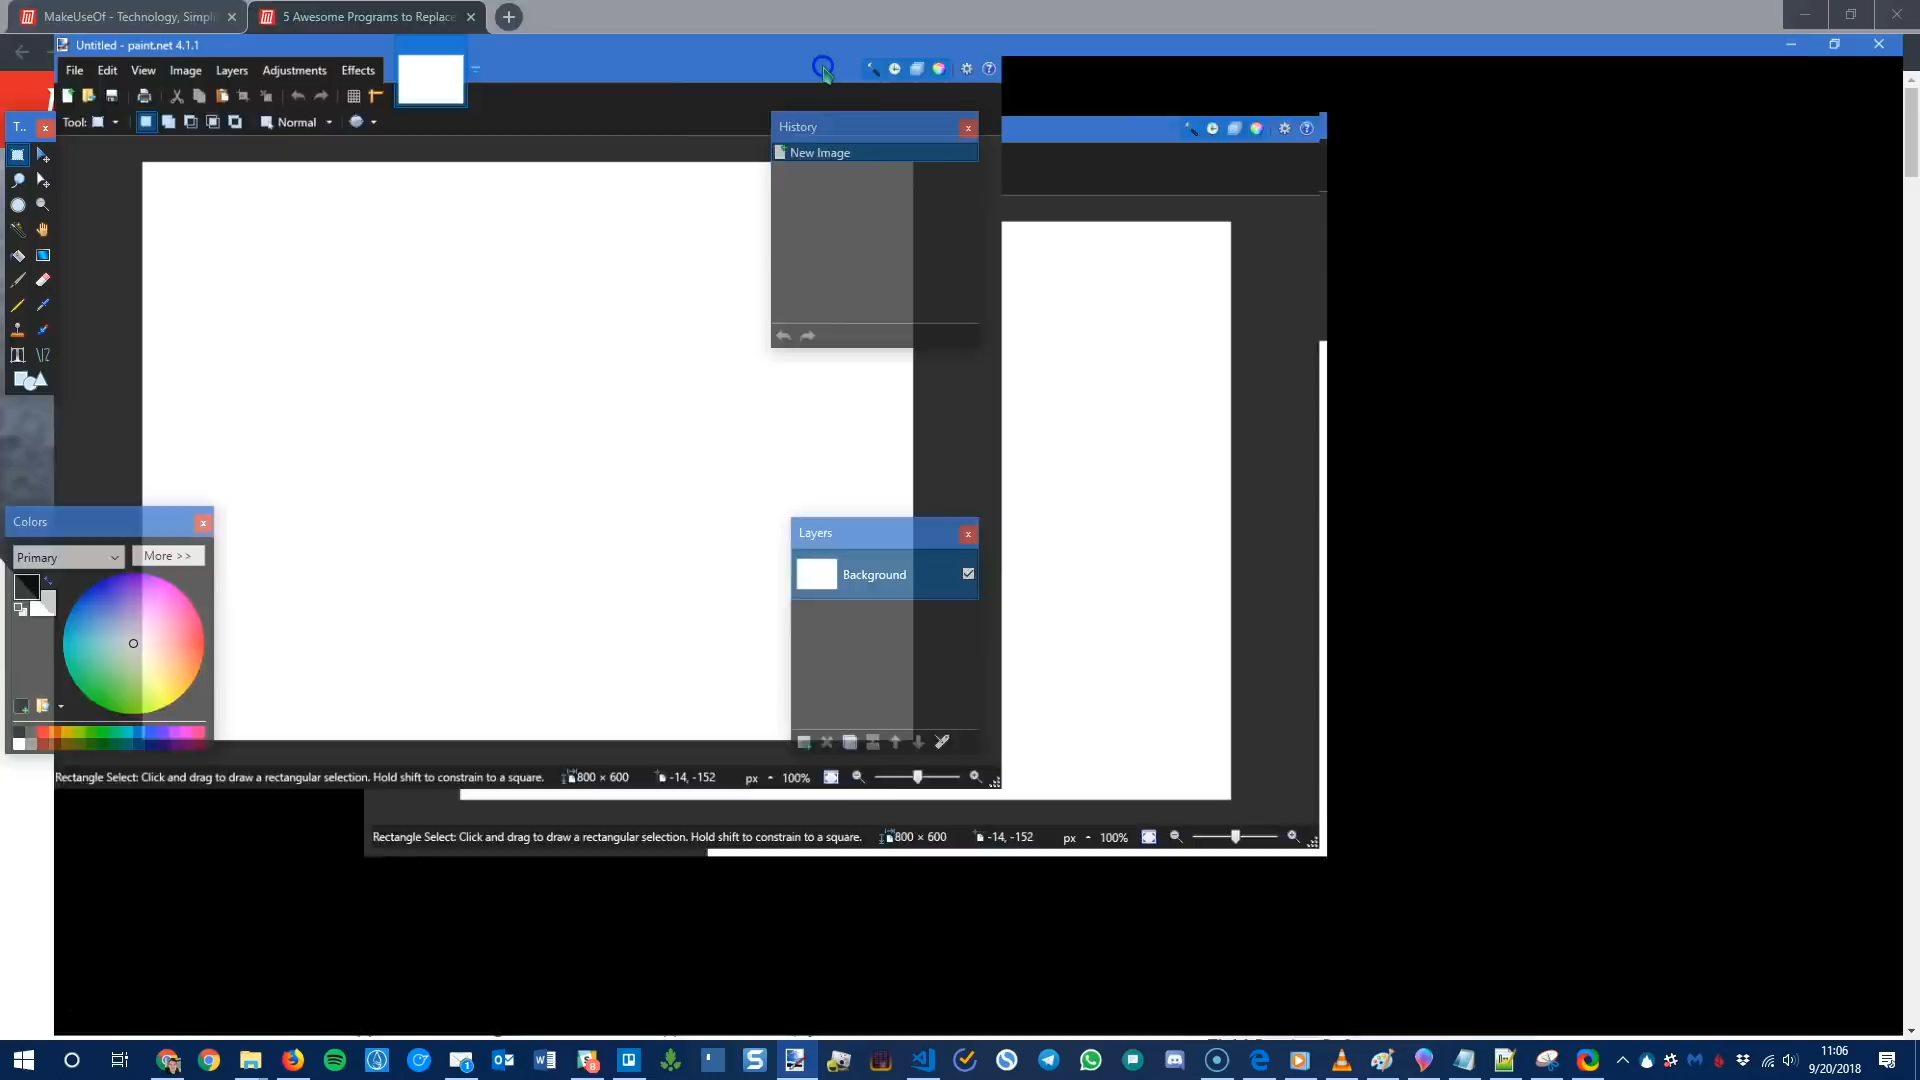 MakeUseOf - Technology, Simpli
5 Awesome Programs to Replace
Untitled - paint.net 4.1.1
File Edit View Image Layers Adjustments Effects
Tool: Normal
T..
History
New Image
Colors
Primary
More >>
Layers
Background
Rectangle Select: Click and drag to draw a rectangular selection. Hold shift to constrain to a square. 800 × 600 -14, -152 px 100%
Rectangle Select: Click and drag to draw a rectangular selection. Hold shift to constrain to a square. 800 × 600 -14, -152 px 100%
11:06
9/20/2018